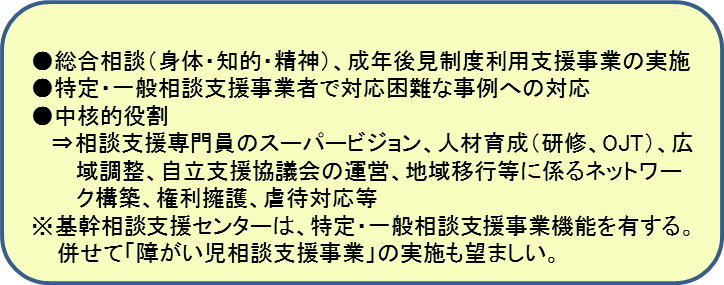 ●総合相談（身体・知的・精神）、成年後見制度利用支援事業の実施
●特定・一般相談支援事業者で対応困難な事例への対応
●中核的役割
⇒相談支援専門員のスーパービジョン、人材育成（研修、OJT）、広
域調整、自立支援協議会の運営、地域移行等に係るネットワー
ク構築、権利擁護、虐待対応等
※基幹相談支援センターは、特定・一般相談支援事業機能を有する。
併せて「障がい児相談支援事業」の実施も望ましい。